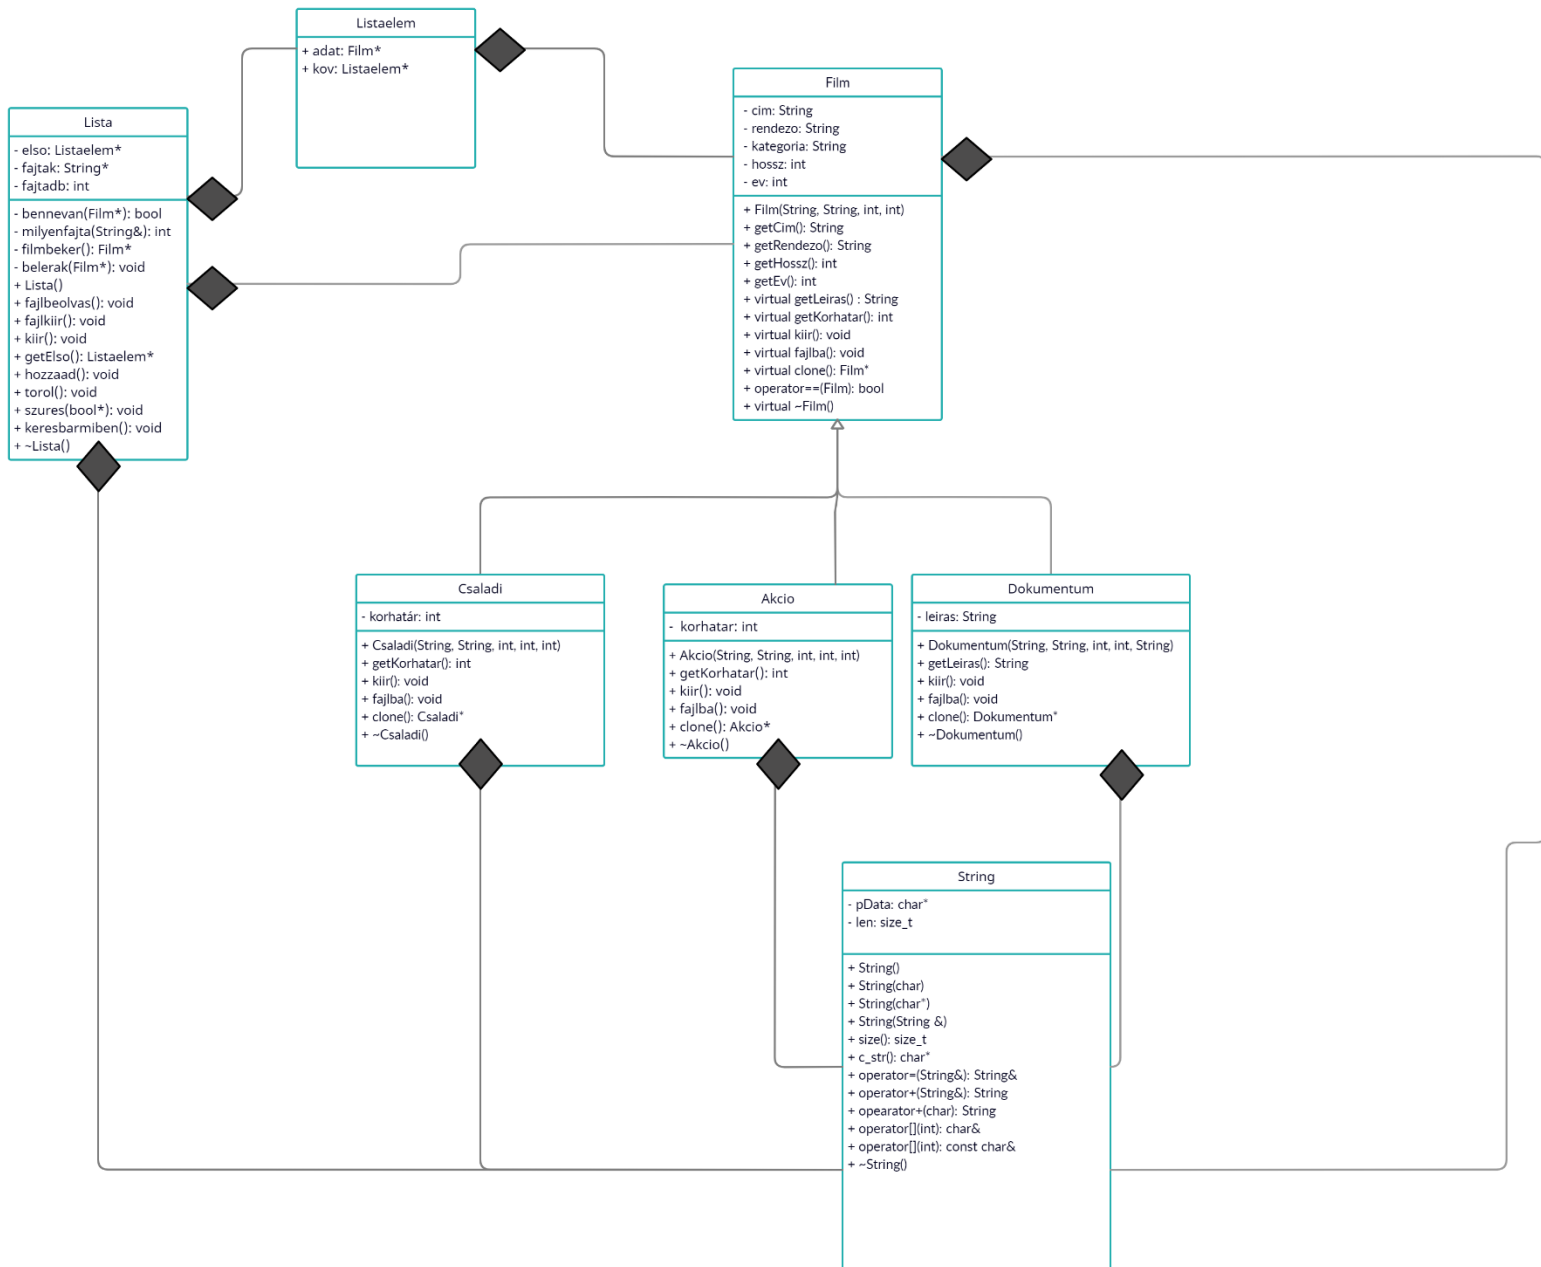 Listaelem
+ adat: Film*
+ kov: Listaelem*
Film
- cim: String
- rendezo: String
- kategoria: String
- hossz: int
- ev: int
+ Film(String, String, int, int)
+ getCim(): String
+ getRendezo(): String
+ getHossz(): int
+ getEv(): int
+ virtual getLeiras() : String
+ virtual getKorhatar(): int
+ virtual kiir(): void
+ virtual fajlba(): void
+ virtual clone(): Film*
+ operator==(Film): bool
+ virtual ~Film()
Lista
- elso: Listaelem*
- fajtak: String*
- fajtadb: int
- bennevan(Film*): bool
- milyenfajta(String&): int
- filmbeker(): Film*
- belerak(Film*): void
+ Lista()
+ fajlbeolvas(): void
+ fajlkiir(): void
+ kiir(): void
+ getElso(): Listaelem*
+ hozzaad(): void
+ torol(): void
+ szures(bool*): void
+ keresbarmiben(): void
+ ~Lista()
Csaladi
- korhatár: int
+ Csaladi(String, String, int, int, int)
+ getKorhatar(): int
+ kiir(): void
+ fajlba(): void
+ clone(): Csaladi*
+ ~Csaladi()
Akcio
- korhatar: int
+ Akcio(String, String, int, int, int)
+ getKorhatar(): int
+ kiir(): void
+ fajlba(): void
+ clone(): Akcio*
+ ~Akcio()
Dokumentum
- leiras: String
+ Dokumentum(String, String, int, int, String)
+ getLeiras(): String
+ kiir(): void
+ fajlba(): void
+ clone(): Dokumentum*
+ ~Dokumentum()
String
- pData: char*
- len: size_t
+ String()
+ String(char)
+ String(char*)
+ String(String &)
+ size(): size_t
+ c_str(): char*
+ operator=(String&): String&
+ operator+(String&): String
+ opearator+(char): String
+ operator[](int): char&
+ operator[](int): const char&
+ ~String()